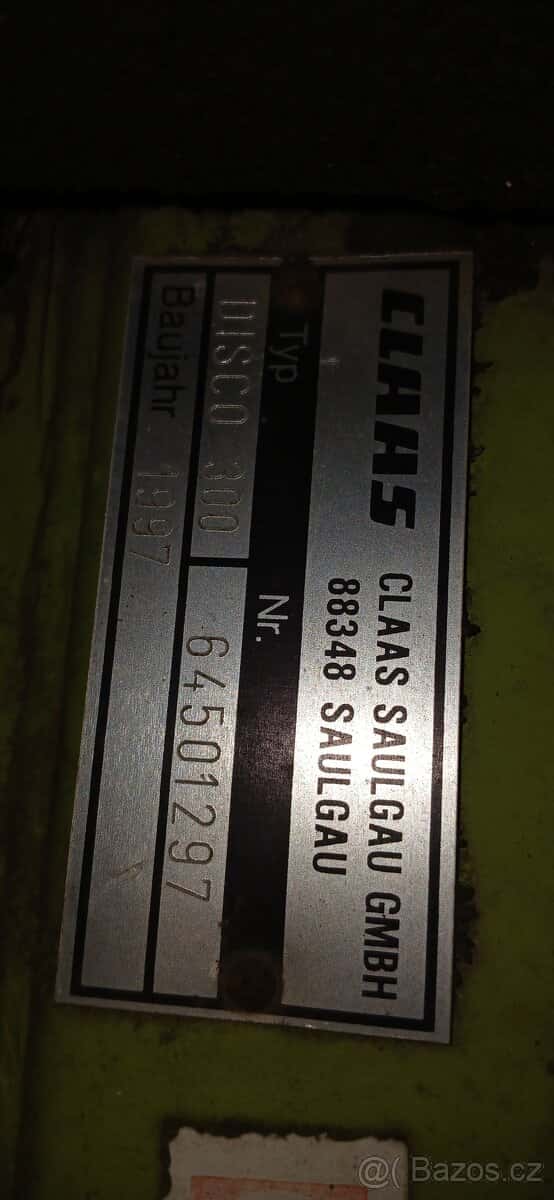 CLAAS CLAAS SAULGAU GMBH
88348 SAULGAU
Typ Nr.
DISCO 300 64501297
Baujahr 1997
@( Bazos.cz